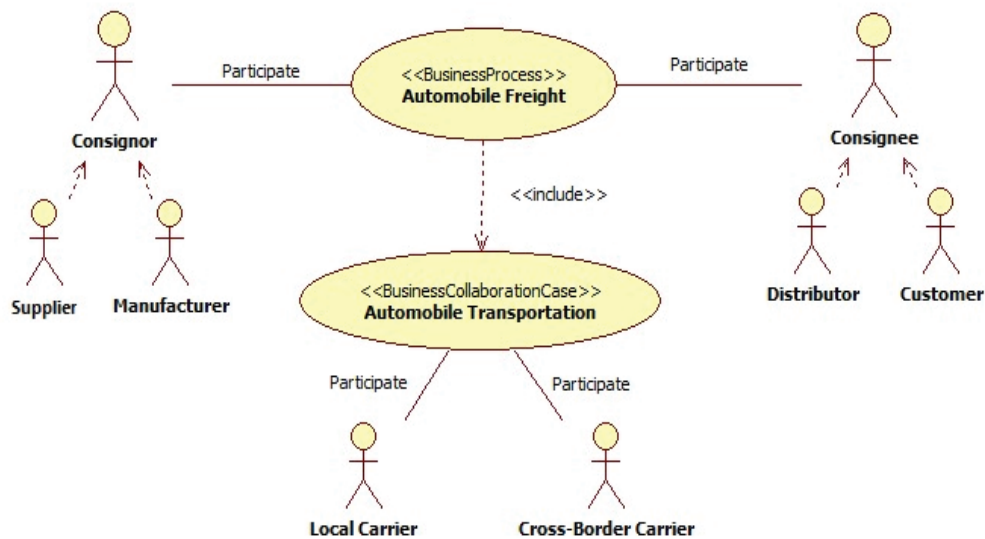 Participate
<<BusinessProcess>>
Automobile Freight
Participate
Consignor
Consignee
<<include>>
Supplier
Manufacturer
<<BusinessCollaborationCase>>
Automobile Transportation
Distributor
Customer
Participate
Participate
Local Carrier
Cross-Border Carrier